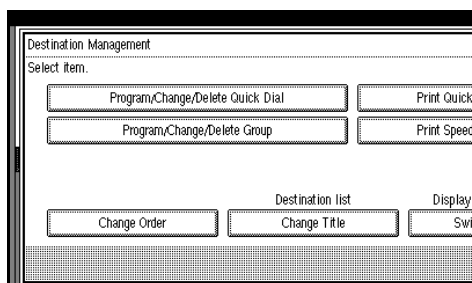 Destination Management
Select item.
Program/Change/Delete Quick Dial Print Quick
Program/Change/Delete Group Print Speed
Destination list Display
Change Order Change Title Swi